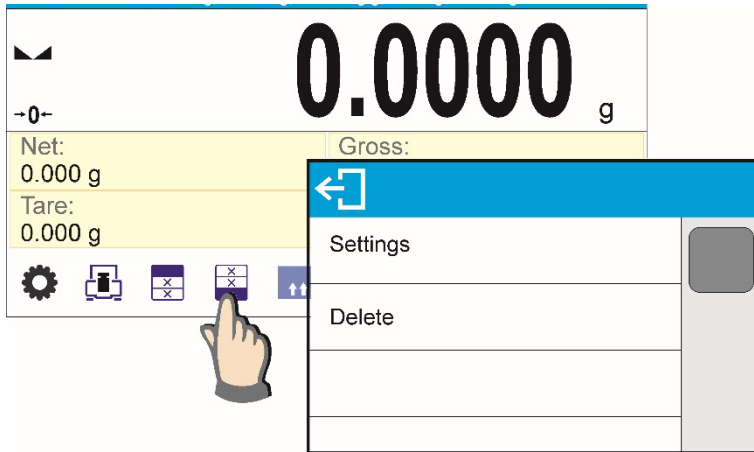 0.0000 g
→0←
Net:
0.000 g
Gross:
Tare:
0.000 g
Settings
Delete